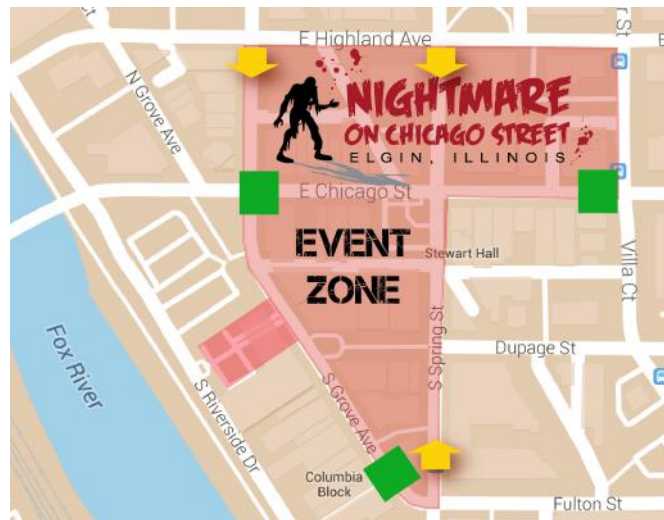 E Highland Ave
r St
E
N Grove Ave
NIGHTMARE
ON CHICAGO STREET
ELGIN, ILLINOIS
E Chicago St
EVENT
ZONE
Stewart Hall
Villa Ct
Fox River
S Riverside Dr
S Grove Ave
S Spring St
Dupage St
Columbia
Block
Fulton St